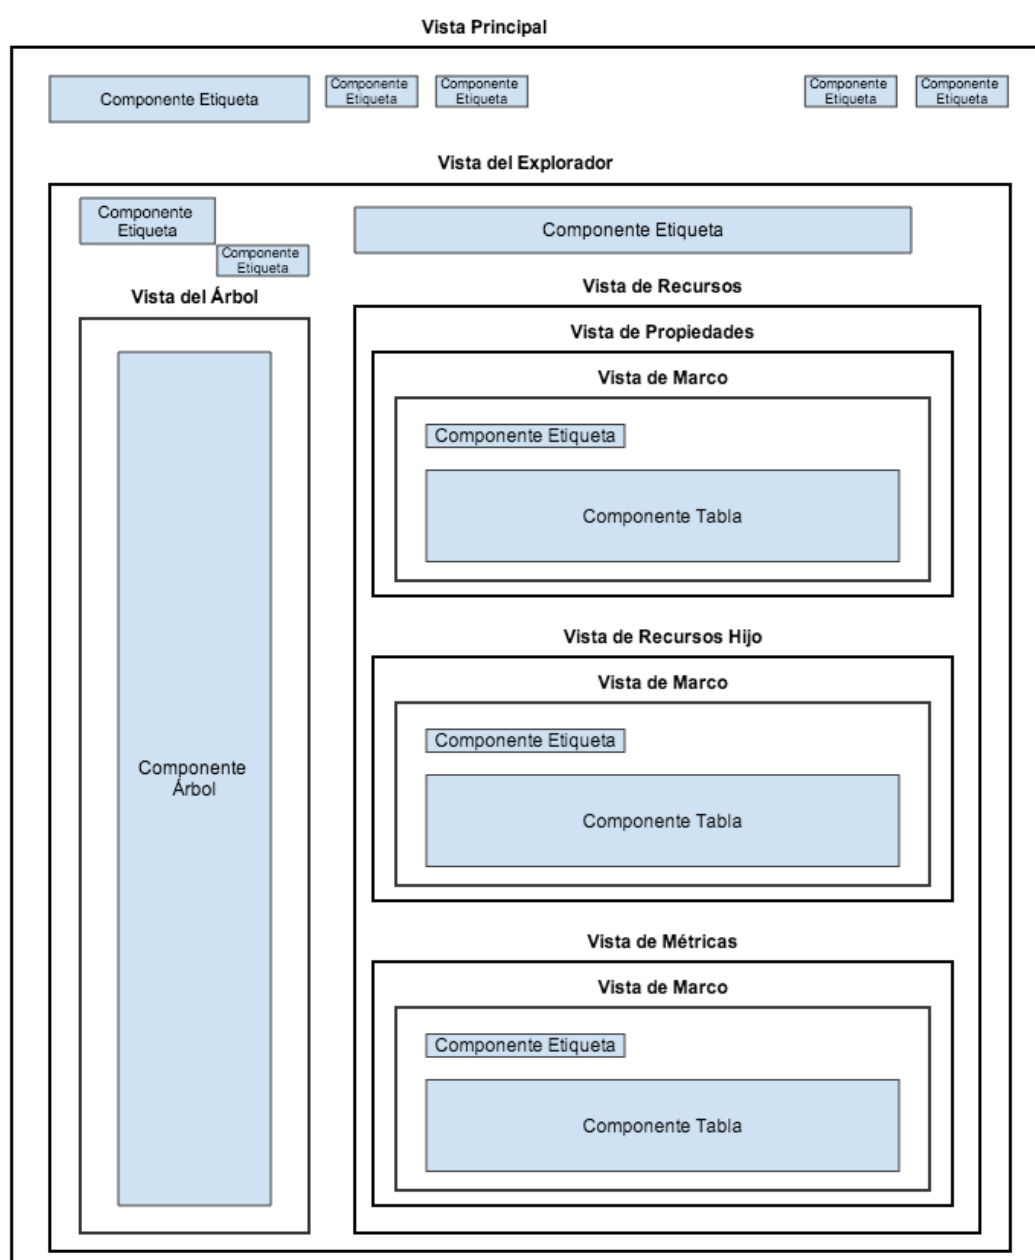 Vista Principal
Componente Etiqueta
Componente
Etiqueta
Componente
Etiqueta
Componente
Etiqueta
Componente
Etiqueta
Vista del Explorador
Componente
Etiqueta
Componente
Etiqueta
Componente Etiqueta
Vista del Árbol
Componente
Árbol
Vista de Recursos
Vista de Propiedades
Vista de Marco
Componente Etiqueta
Componente Tabla
Vista de Recursos Hijo
Vista de Marco
Componente Etiqueta
Componente Tabla
Vista de Métricas
Vista de Marco
Componente Etiqueta
Componente Tabla